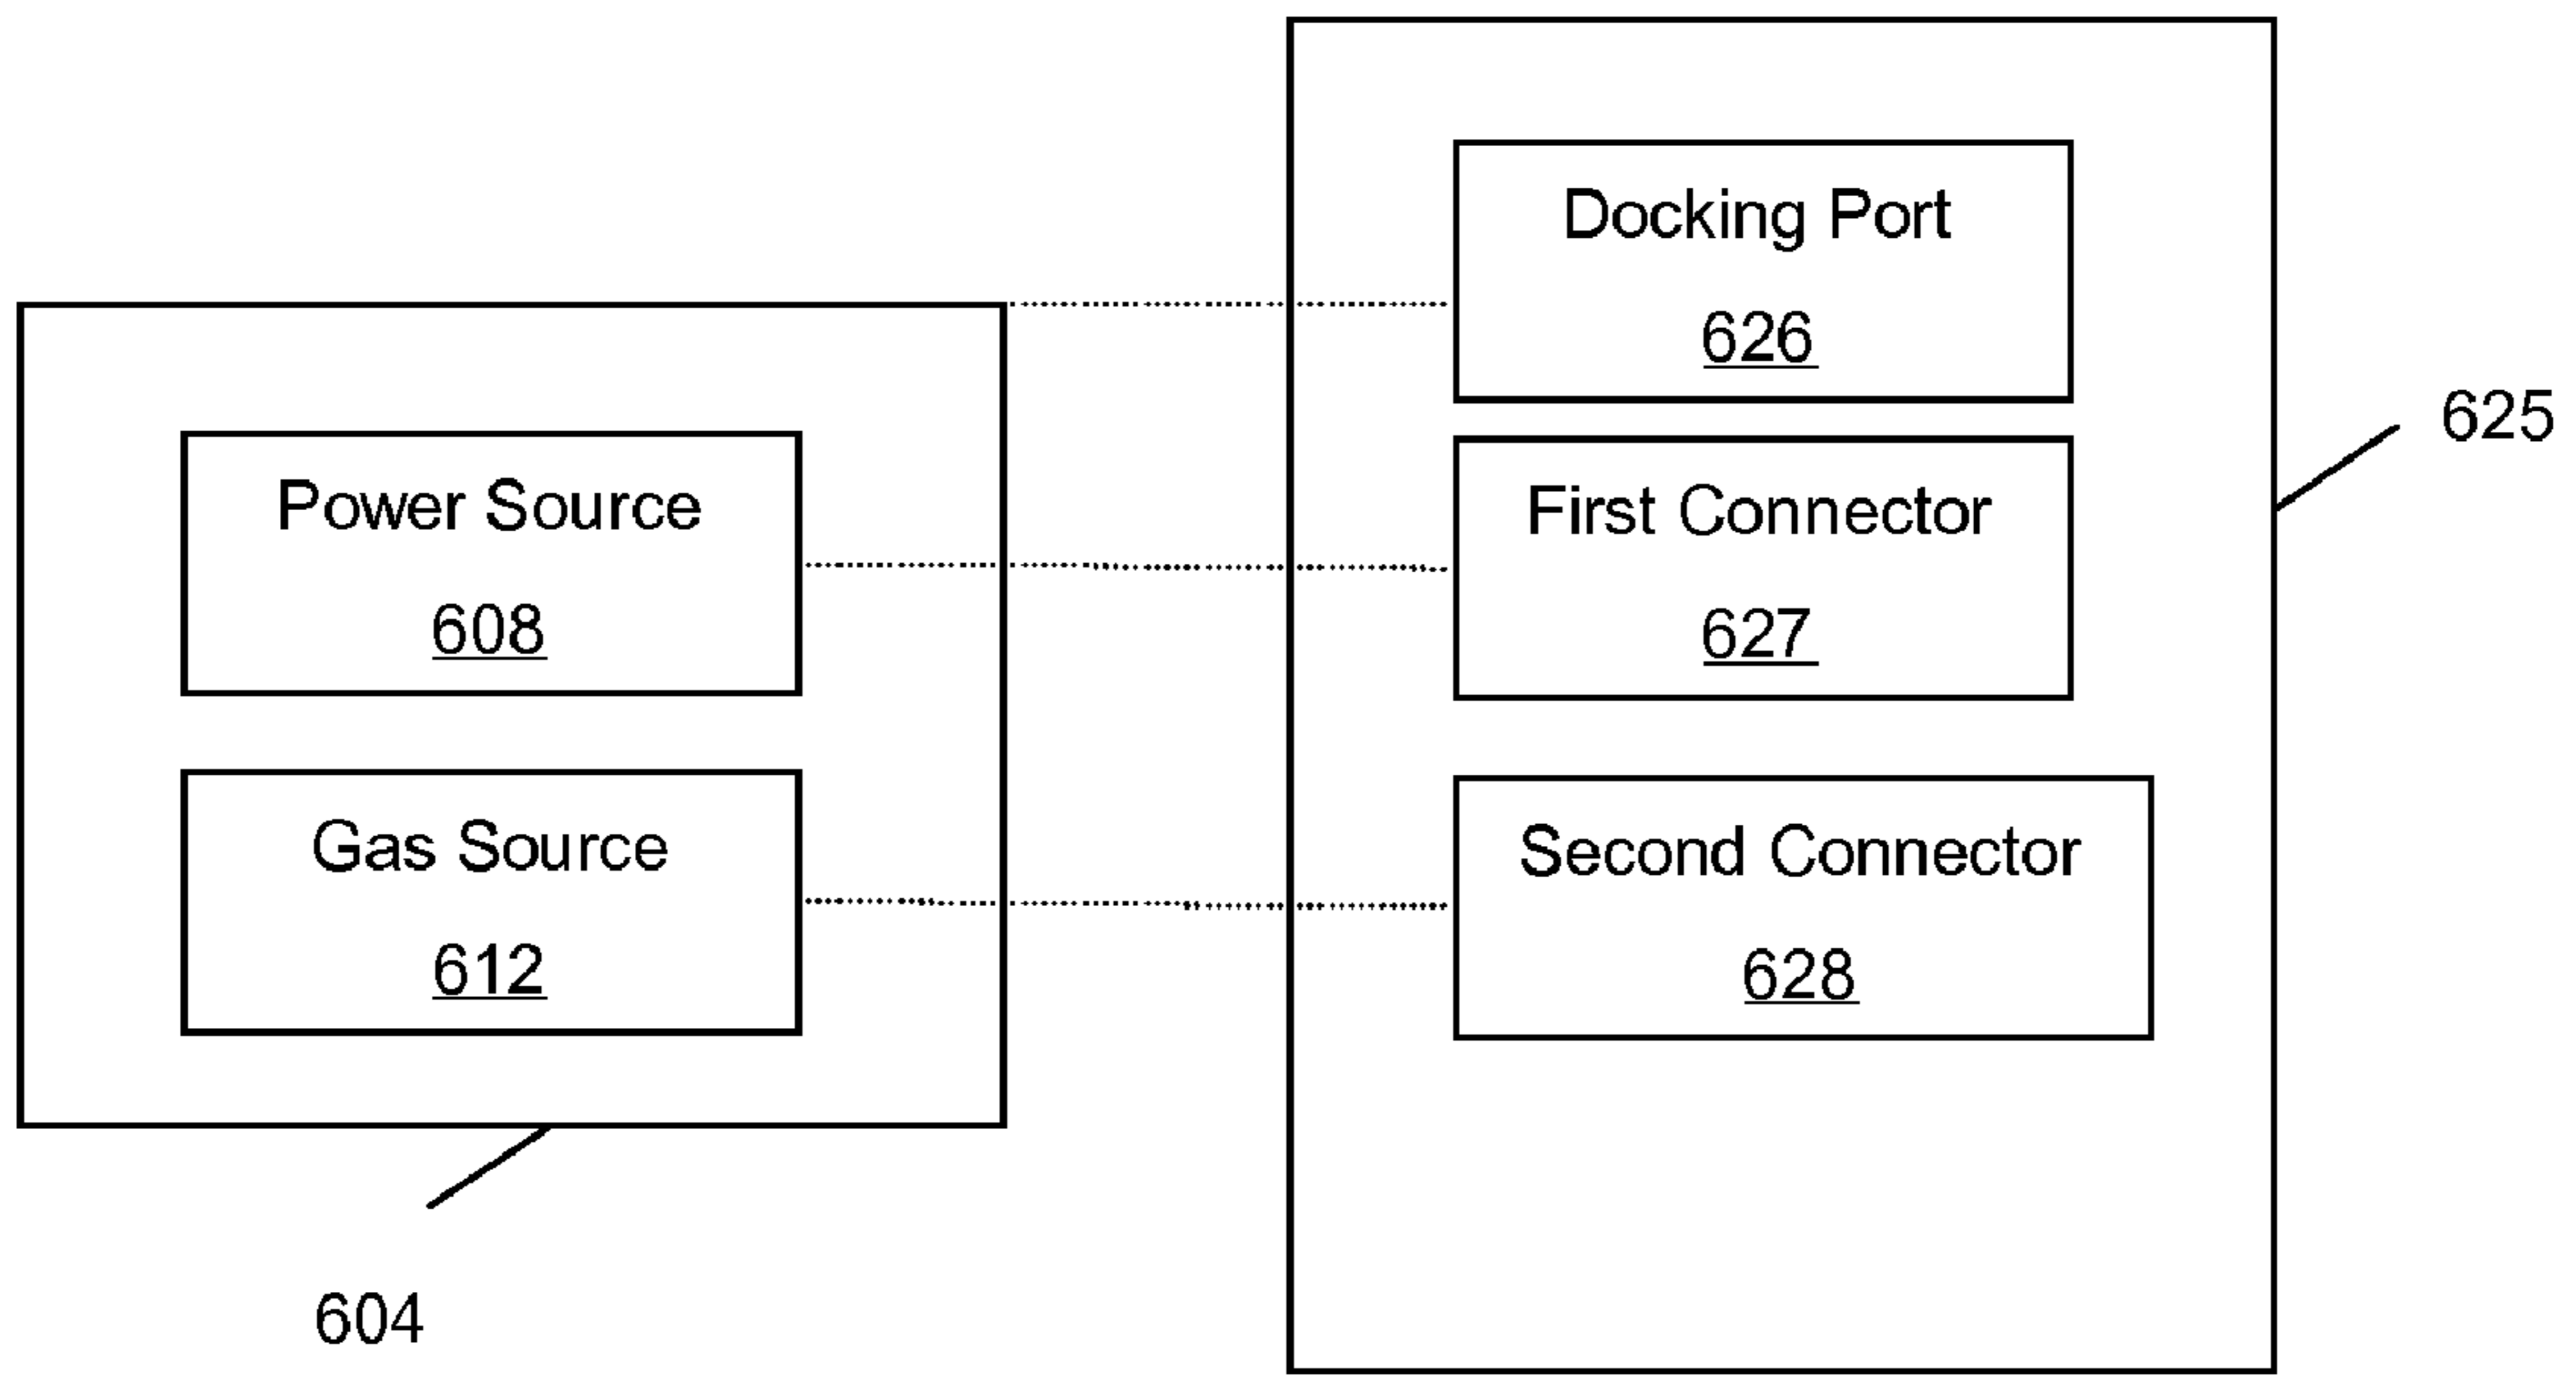 Docking Port
626
625
Power Source
608
First Connector
627
Gas Source
612
Second Connector
628
604